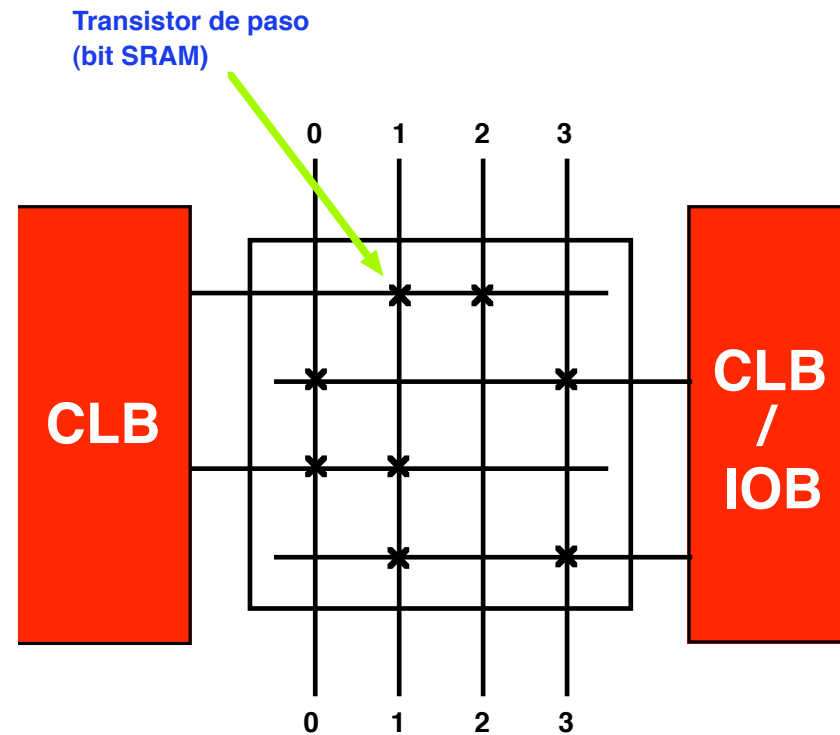 Transistor de paso
(bit SRAM)
0 1 2 3
CLB
CLB
/
IOB
0 1 2 3